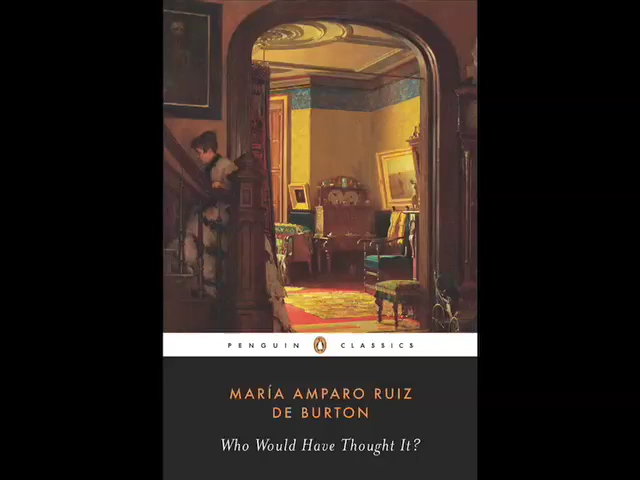 PENGUIN CLASSICS
MARÍA AMPARO RUIZ
DE BURTON
Who Would Have Thought It?